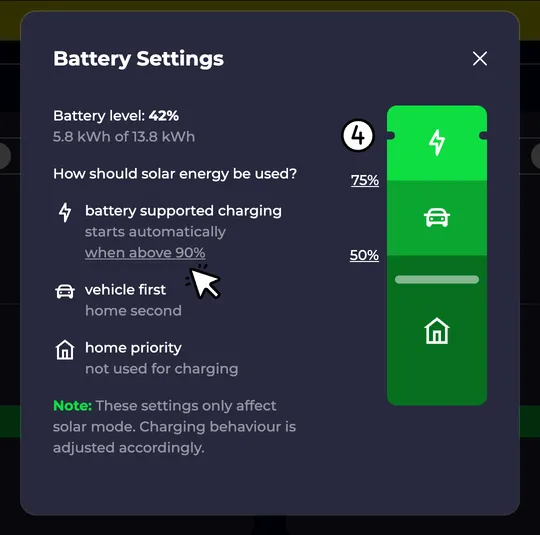 Battery Settings
Battery level: 42%
5.8 kWh of 13.8 kWh
How should solar energy be used?
battery supported charging
starts automatically
when above 90%
vehicle first
home second
home priority
not used for charging
Note: These settings only affect
solar mode. Charging behaviour is
adjusted accordingly.
4
75%
50%